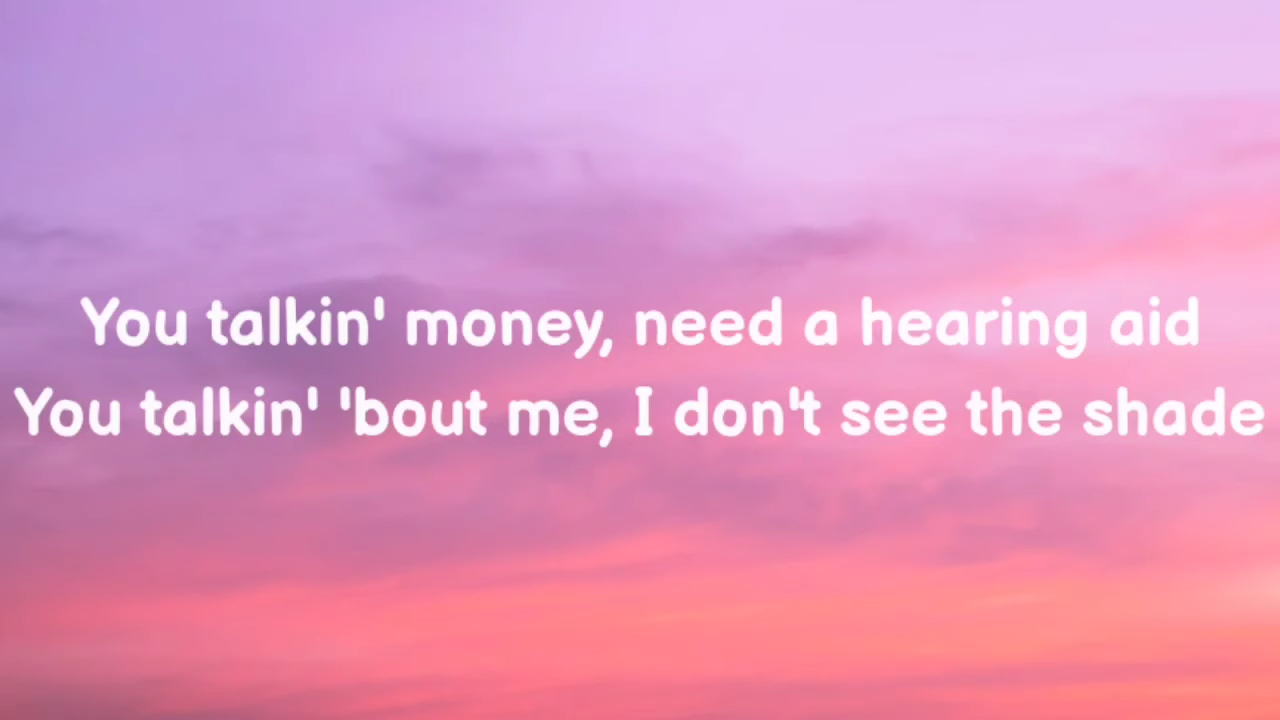 You talkin' money, need a hearing aid
You talkin' 'bout me, I don't see the shade